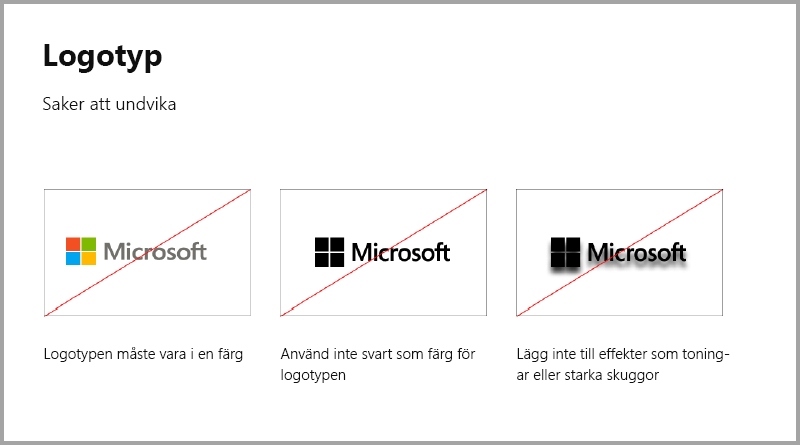 Logotyp
Saker att undvika
Microsoft
Microsoft
Microsoft
Logotypen måste vara i en färg
Använd inte svart som färg för
logotypen
Lägg inte till effekter som toning-
ar eller starka skuggor